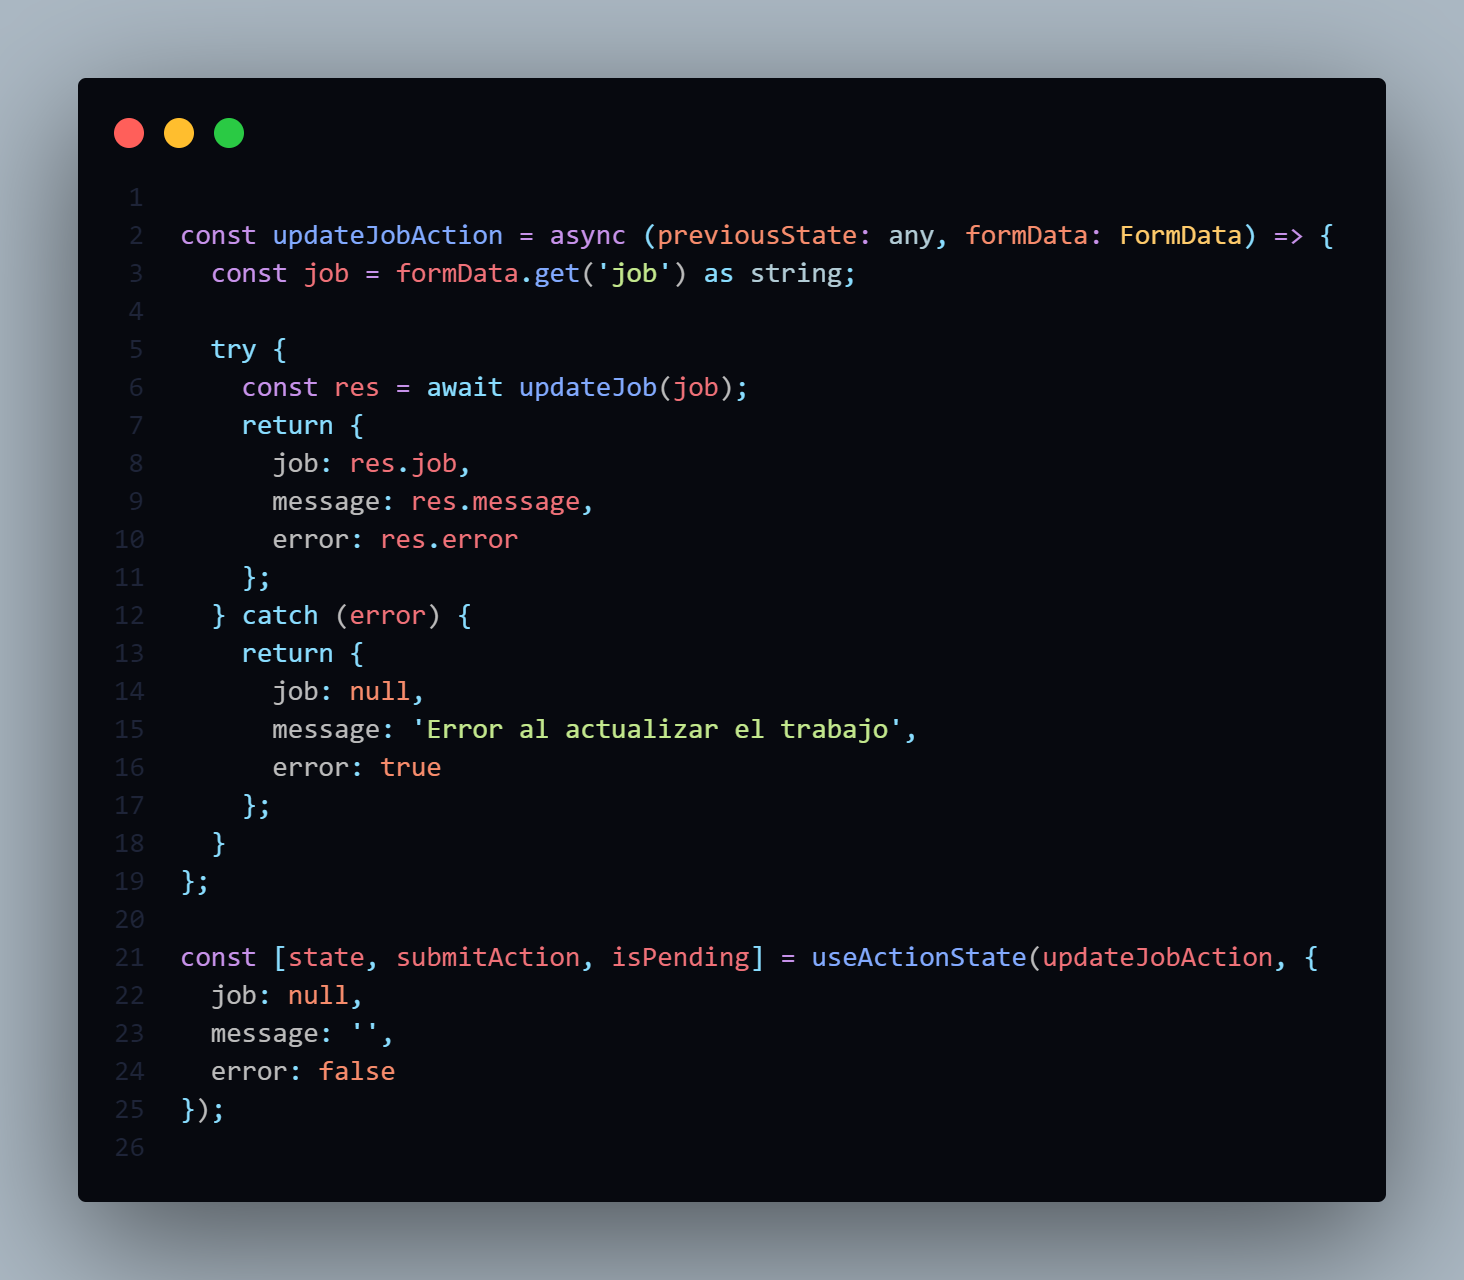 1
2 const updateJobAction = async (previousState: any, formData: FormData) => {
3   const job = formData.get('job') as string;
4
5   try {
6     const res = await updateJob(job);
7     return {
8       job: res.job,
9       message: res.message,
10       error: res.error
11     };
12   } catch (error) {
13     return {
14       job: null,
15       message: 'Error al actualizar el trabajo',
16       error: true
17     };
18   }
19 };
20
21 const [state, submitAction, isPending] = useActionState(updateJobAction, {
22   job: null,
23   message: '',
24   error: false
25 });
26